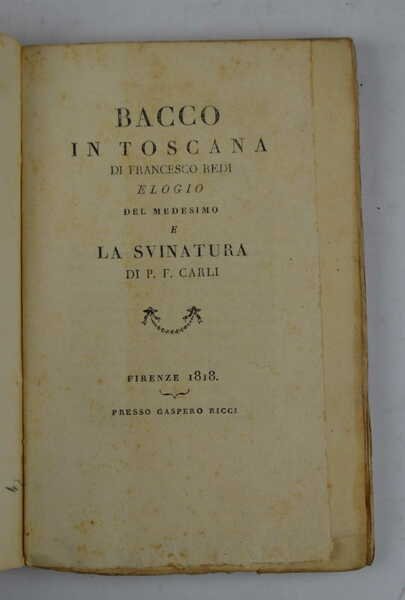 BACCO
IN TOSCANA
DI FRANCESCO REDI
ELOGIO
DEL MEDESIMO
E
LA SVINATURA
DI P. F. CARLI
FIRENZE 1818.
PRESSO GASPERO RICCI